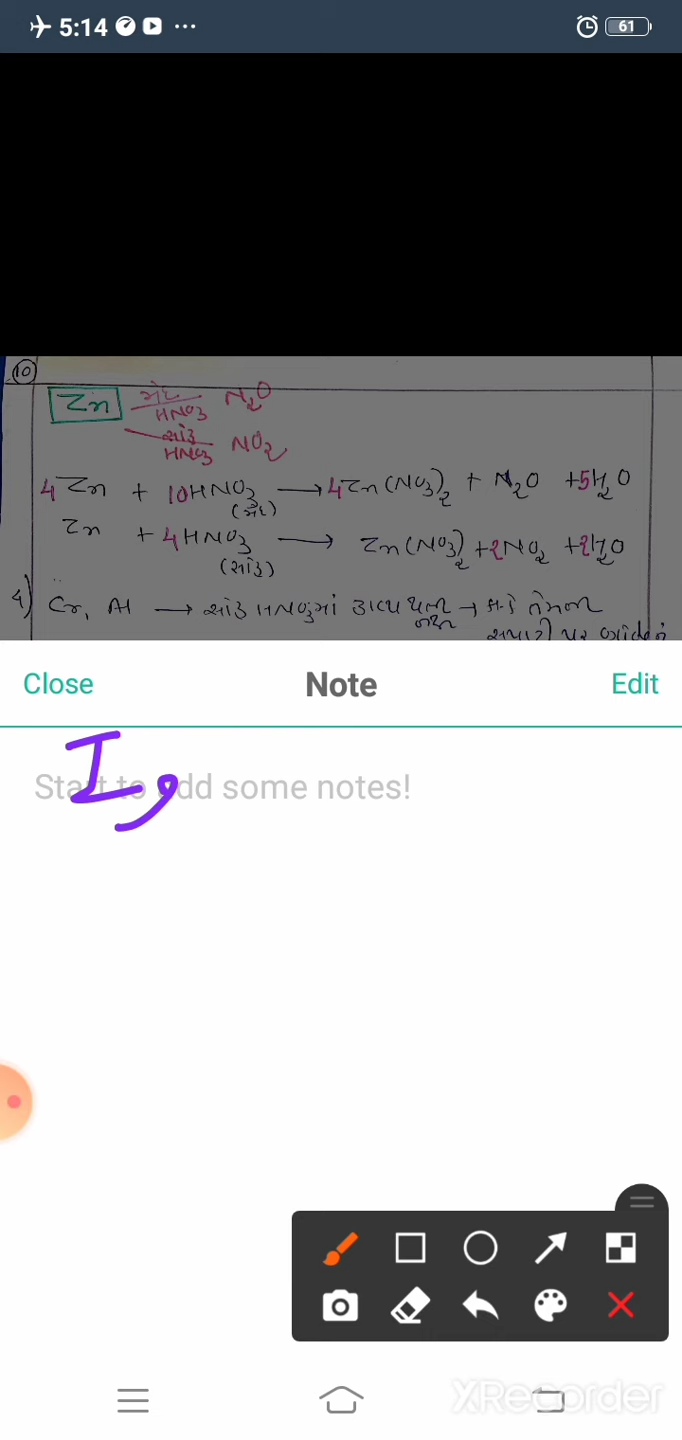 5:14 ... 61
10
Zn મંદ HNO3 N2O
સાંદ્ર HNO3 NO2
4Zn + 10HNO3 → 4Zn(NO3)2 + N2O + 5H2O
(મંદ)
Zn + 4HNO3 → Zn(NO3)2 + 2NO2 + 2H2O
(સાંદ્ર)
4) Cr, Al → સાંદ્ર HNO3માં દ્રાવ્ય થતા → કા.કે તેમની
નથી
સપાટી પર
Close Note Edit
Start to add some notes!
I,
XRecorder